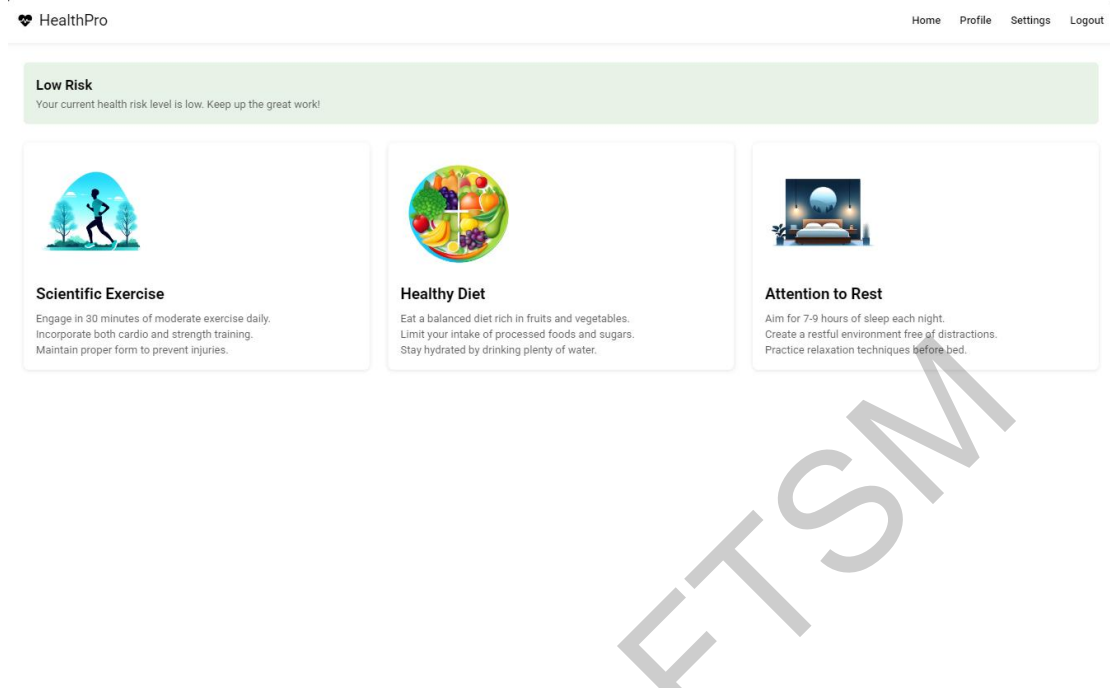 HealthPro
Home Profile Settings Logout
Low Risk
Your current health risk level is low. Keep up the great work!
Scientific Exercise
Engage in 30 minutes of moderate exercise daily.
Incorporate both cardio and strength training.
Maintain proper form to prevent injuries.
Healthy Diet
Eat a balanced diet rich in fruits and vegetables.
Limit your intake of processed foods and sugars.
Stay hydrated by drinking plenty of water.
Attention to Rest
Aim for 7-9 hours of sleep each night.
Create a restful environment free of distractions.
Practice relaxation techniques before bed.
FTSM